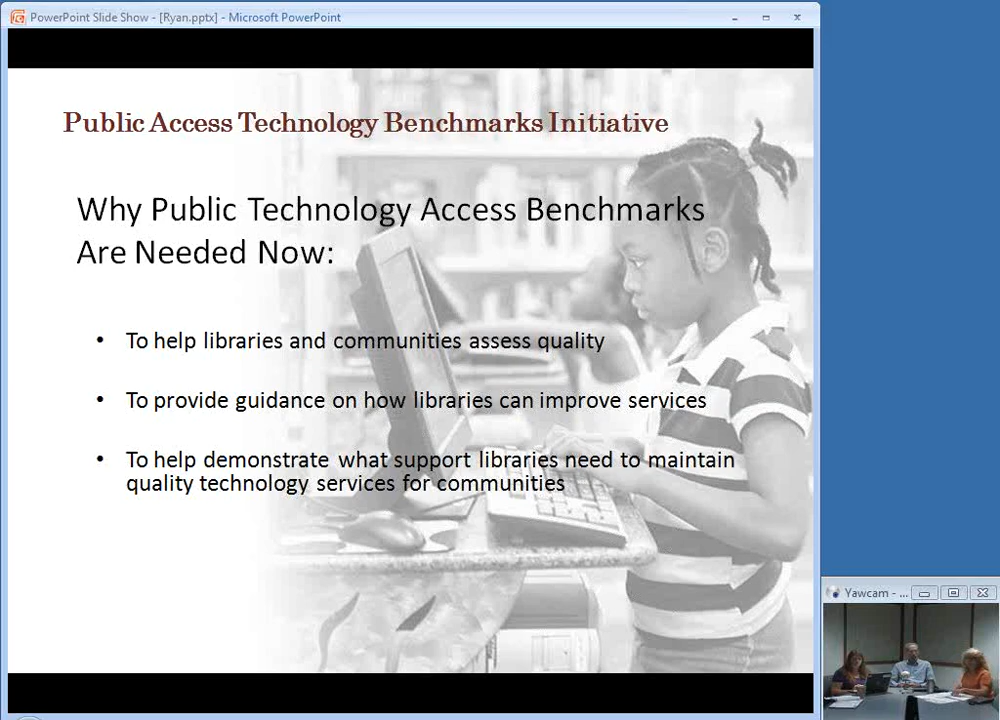 PowerPoint Slide Show - [Ryan.pptx] - Microsoft PowerPoint
Public Access Technology Benchmarks Initiative
Why Public Technology Access Benchmarks
Are Needed Now:
• To help libraries and communities assess quality
• To provide guidance on how libraries can improve services
• To help demonstrate what support libraries need to maintain
quality technology services for communities
Yawcam - ...